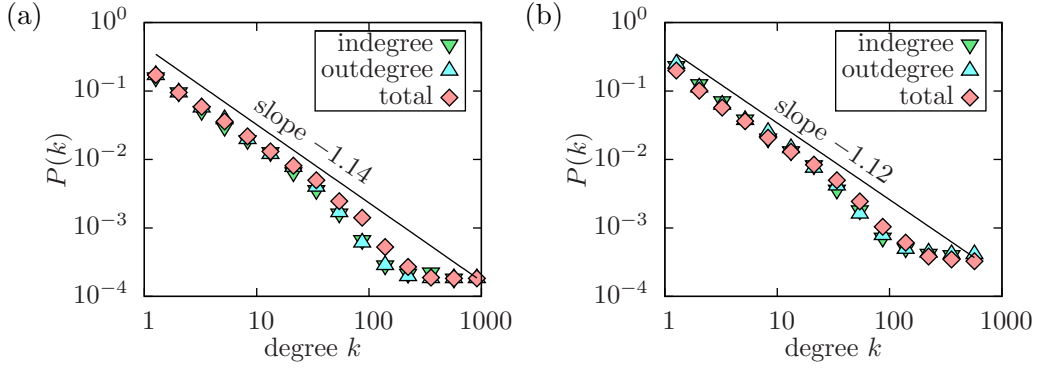 (a)
P(k)
10^0
10^-1
10^-2
10^-3
10^-4
indegree
outdegree
total
slope −1.14
1 10 100 1000
degree k
(b)
P(k)
10^0
10^-1
10^-2
10^-3
10^-4
indegree
outdegree
total
slope −1.12
1 10 100 1000
degree k